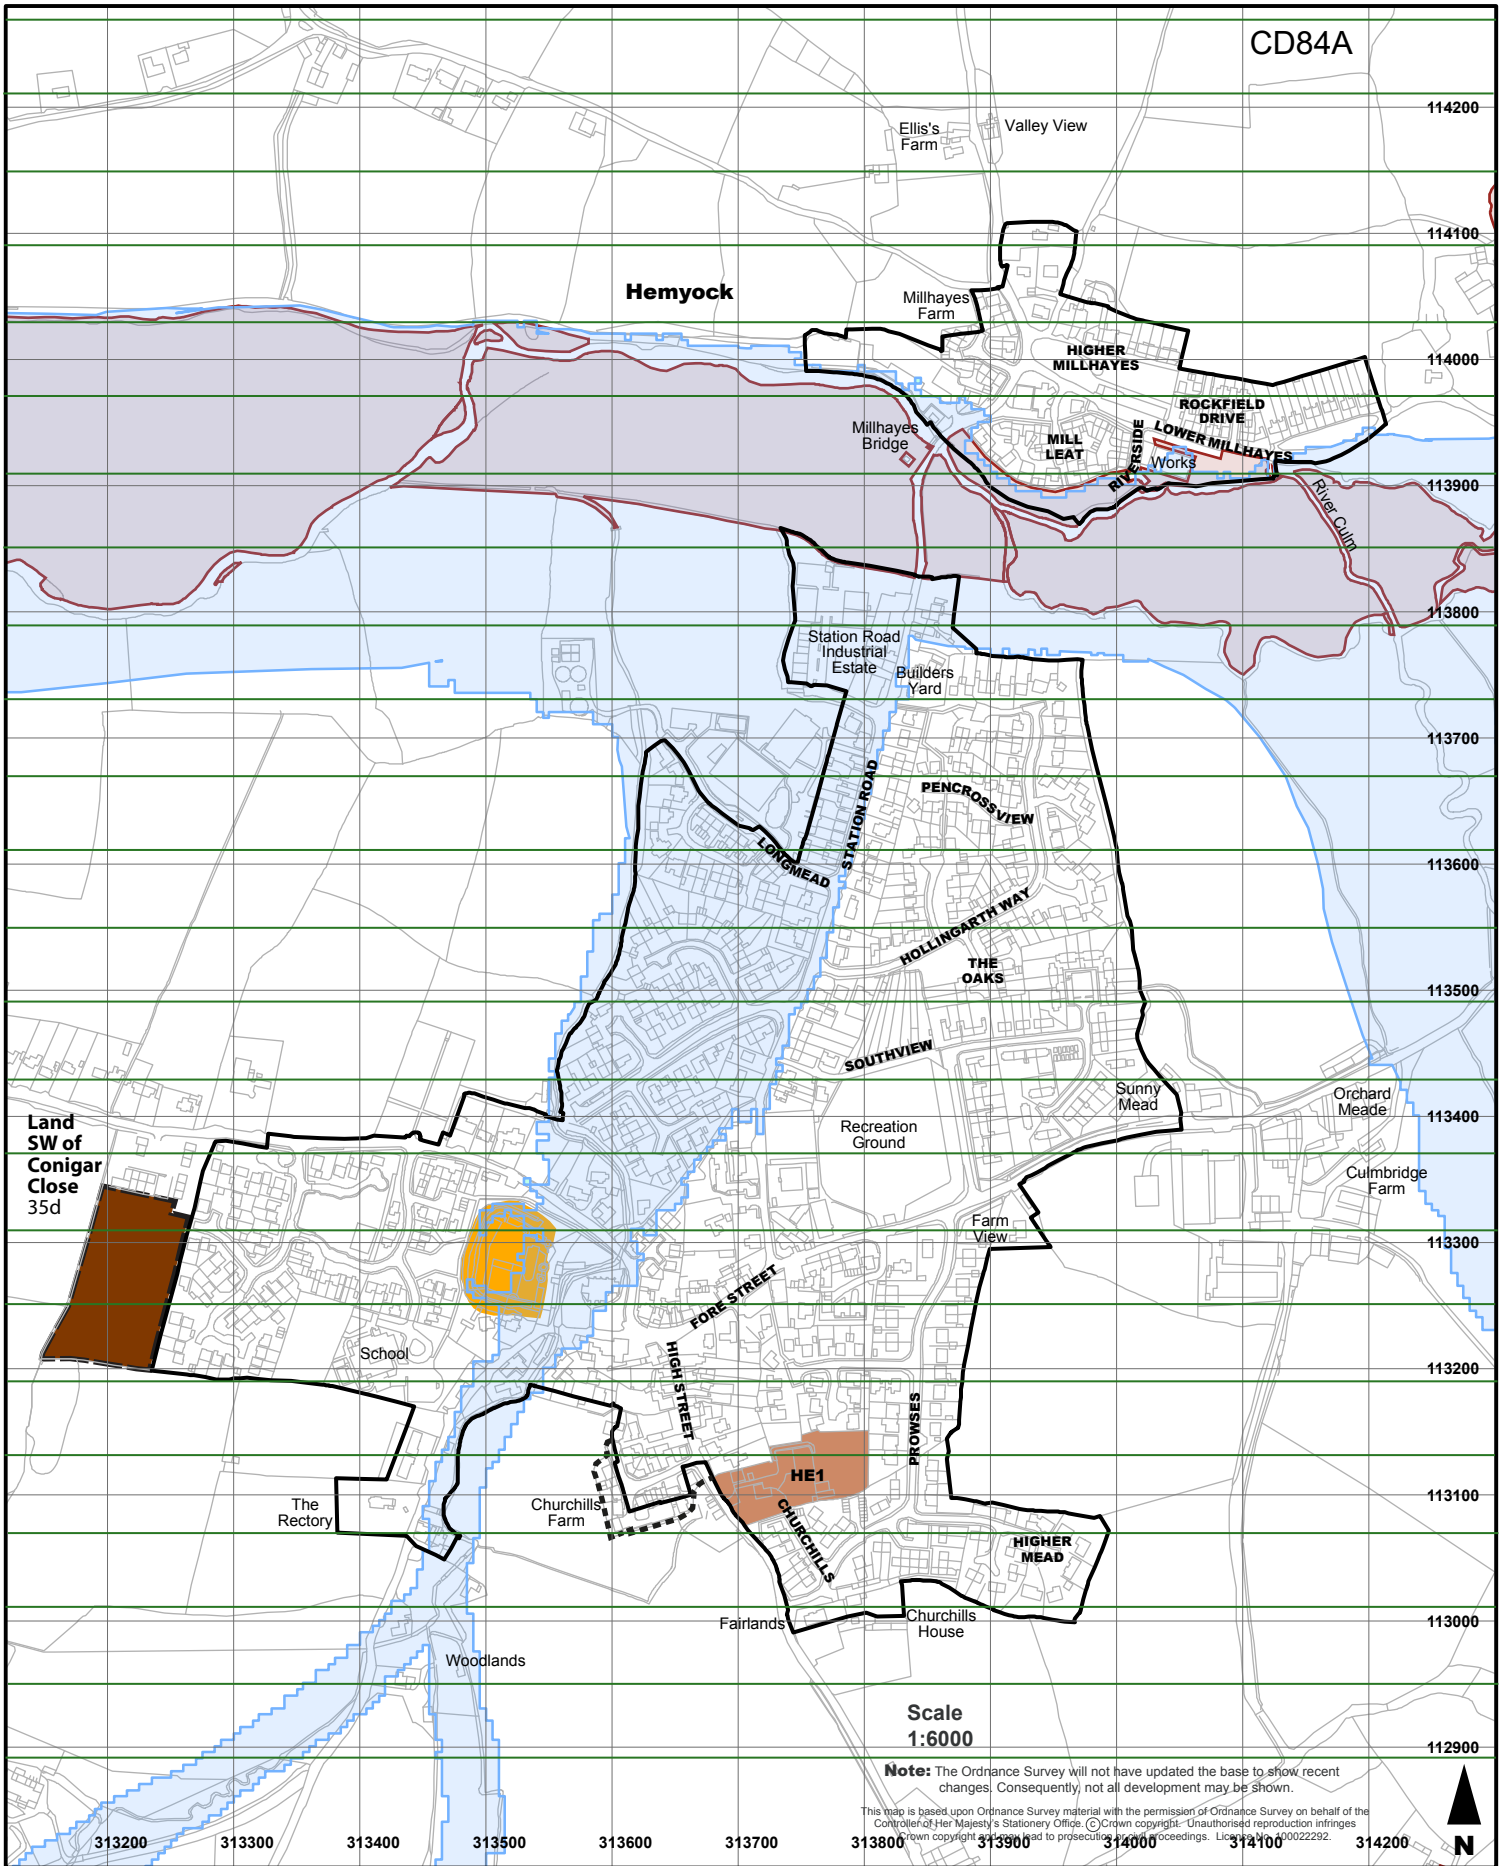 CD84A
114200
Ellis's
Farm
Valley View
114100
Hemyock
Millhayes
Farm
HIGHER
MILLHAYES
114000
ROCKFIELD
DRIVE
Millhayes
Bridge
MILL
LEAT
RIVERSIDE
LOWER MILLHAYES
Works
113900
River Culm
113800
Station Road
Industrial
Estate
Builders
Yard
113700
STATION ROAD
PENCROSS VIEW
LONGMEAD
113600
HOLLINGARTH WAY
THE
OAKS
113500
SOUTHVIEW
Sunny
Mead
Orchard
Meade
113400
Land
SW of
Conigar
Close
35d
Recreation
Ground
Culmbridge
Farm
Farm
View
113300
FORE STREET
School
HIGH STREET
113200
PROWSES
HE1
The
Rectory
Churchills
Farm
CHURCHILLS
113100
HIGHER
MEAD
Fairlands
Churchills
House
113000
Woodlands
Scale
1:6000
112900
Note: The Ordnance Survey will not have updated the base to show recent
changes. Consequently, not all development may be shown.
This map is based upon Ordnance Survey material with the permission of Ordnance Survey on behalf of the
Controller of Her Majesty's Stationery Office. © Crown copyright. Unauthorised reproduction infringes
Crown copyright and may lead to prosecution or civil proceedings. Licence No. 100022292.
313200 313300 313400 313500 313600 313700 313800 313900 314000 314100 314200
N